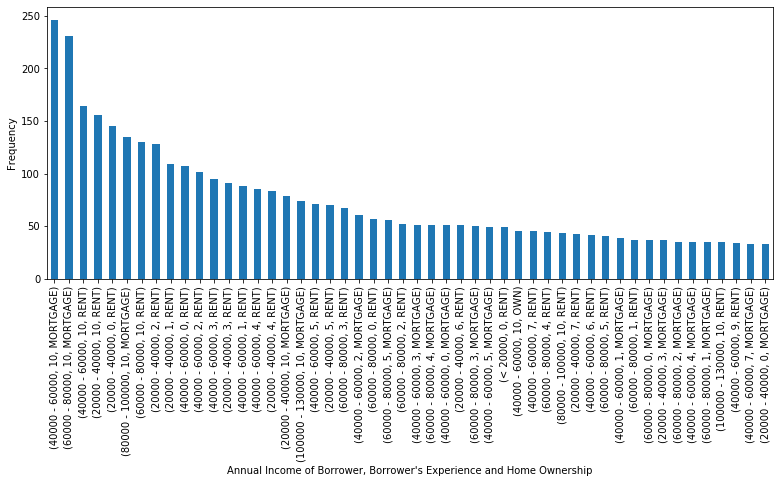 250
200
150
100
50
0
Frequency
(40000 - 60000, 10, MORTGAGE)
(60000 - 80000, 10, MORTGAGE)
(40000 - 60000, 10, RENT)
(20000 - 40000, 10, RENT)
(20000 - 40000, 0, RENT)
(80000 - 100000, 10, MORTGAGE)
(60000 - 80000, 10, RENT)
(20000 - 40000, 2, RENT)
(20000 - 40000, 1, RENT)
(40000 - 60000, 0, RENT)
(40000 - 60000, 2, RENT)
(40000 - 60000, 3, RENT)
(20000 - 40000, 3, RENT)
(40000 - 60000, 1, RENT)
(40000 - 60000, 4, RENT)
(20000 - 40000, 4, RENT)
(20000 - 40000, 10, MORTGAGE)
(100000 - 130000, 10, MORTGAGE)
(40000 - 60000, 5, RENT)
(20000 - 40000, 5, RENT)
(60000 - 80000, 3, RENT)
(40000 - 60000, 2, MORTGAGE)
(60000 - 80000, 0, RENT)
(60000 - 80000, 5, MORTGAGE)
(60000 - 80000, 2, RENT)
(40000 - 60000, 3, MORTGAGE)
(60000 - 80000, 4, MORTGAGE)
(40000 - 60000, 0, MORTGAGE)
(20000 - 40000, 6, RENT)
(60000 - 80000, 3, MORTGAGE)
(40000 - 60000, 5, MORTGAGE)
(< 20000, 0, RENT)
(40000 - 60000, 10, OWN)
(40000 - 60000, 7, RENT)
(60000 - 80000, 4, RENT)
(80000 - 100000, 10, RENT)
(20000 - 40000, 7, RENT)
(40000 - 60000, 6, RENT)
(60000 - 80000, 5, RENT)
(40000 - 60000, 1, MORTGAGE)
(60000 - 80000, 1, RENT)
(60000 - 80000, 0, MORTGAGE)
(20000 - 40000, 3, MORTGAGE)
(60000 - 80000, 2, MORTGAGE)
(40000 - 60000, 4, MORTGAGE)
(60000 - 80000, 1, MORTGAGE)
(100000 - 130000, 10, RENT)
(40000 - 60000, 9, RENT)
(40000 - 60000, 7, MORTGAGE)
(20000 - 40000, 0, MORTGAGE)
Annual Income of Borrower, Borrower's Experience and Home Ownership